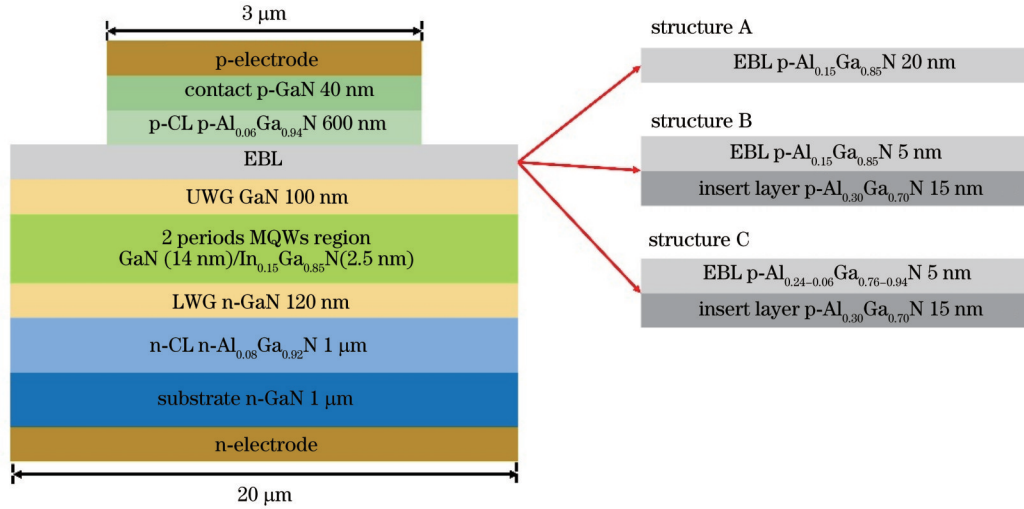 3 μm
p-electrode
contact p-GaN 40 nm
p-CL p-Al₀.₀₆Ga₀.₉₄N 600 nm
EBL
UWG GaN 100 nm
2 periods MQWs region
GaN (14 nm)/In₀.₁₅Ga₀.₈₅N(2.5 nm)
LWG n-GaN 120 nm
n-CL n-Al₀.₀₈Ga₀.₉₂N 1 μm
substrate n-GaN 1 μm
n-electrode
20 μm
structure A
EBL p-Al₀.₁₅Ga₀.₈₅N 20 nm
structure B
EBL p-Al₀.₁₅Ga₀.₈₅N 5 nm
insert layer p-Al₀.₃₀Ga₀.₇₀N 15 nm
structure C
EBL p-Al₀.₂₄₋₀.₀₆Ga₀.₇₆₋₀.₉₄N 5 nm
insert layer p-Al₀.₃₀Ga₀.₇₀N 15 nm